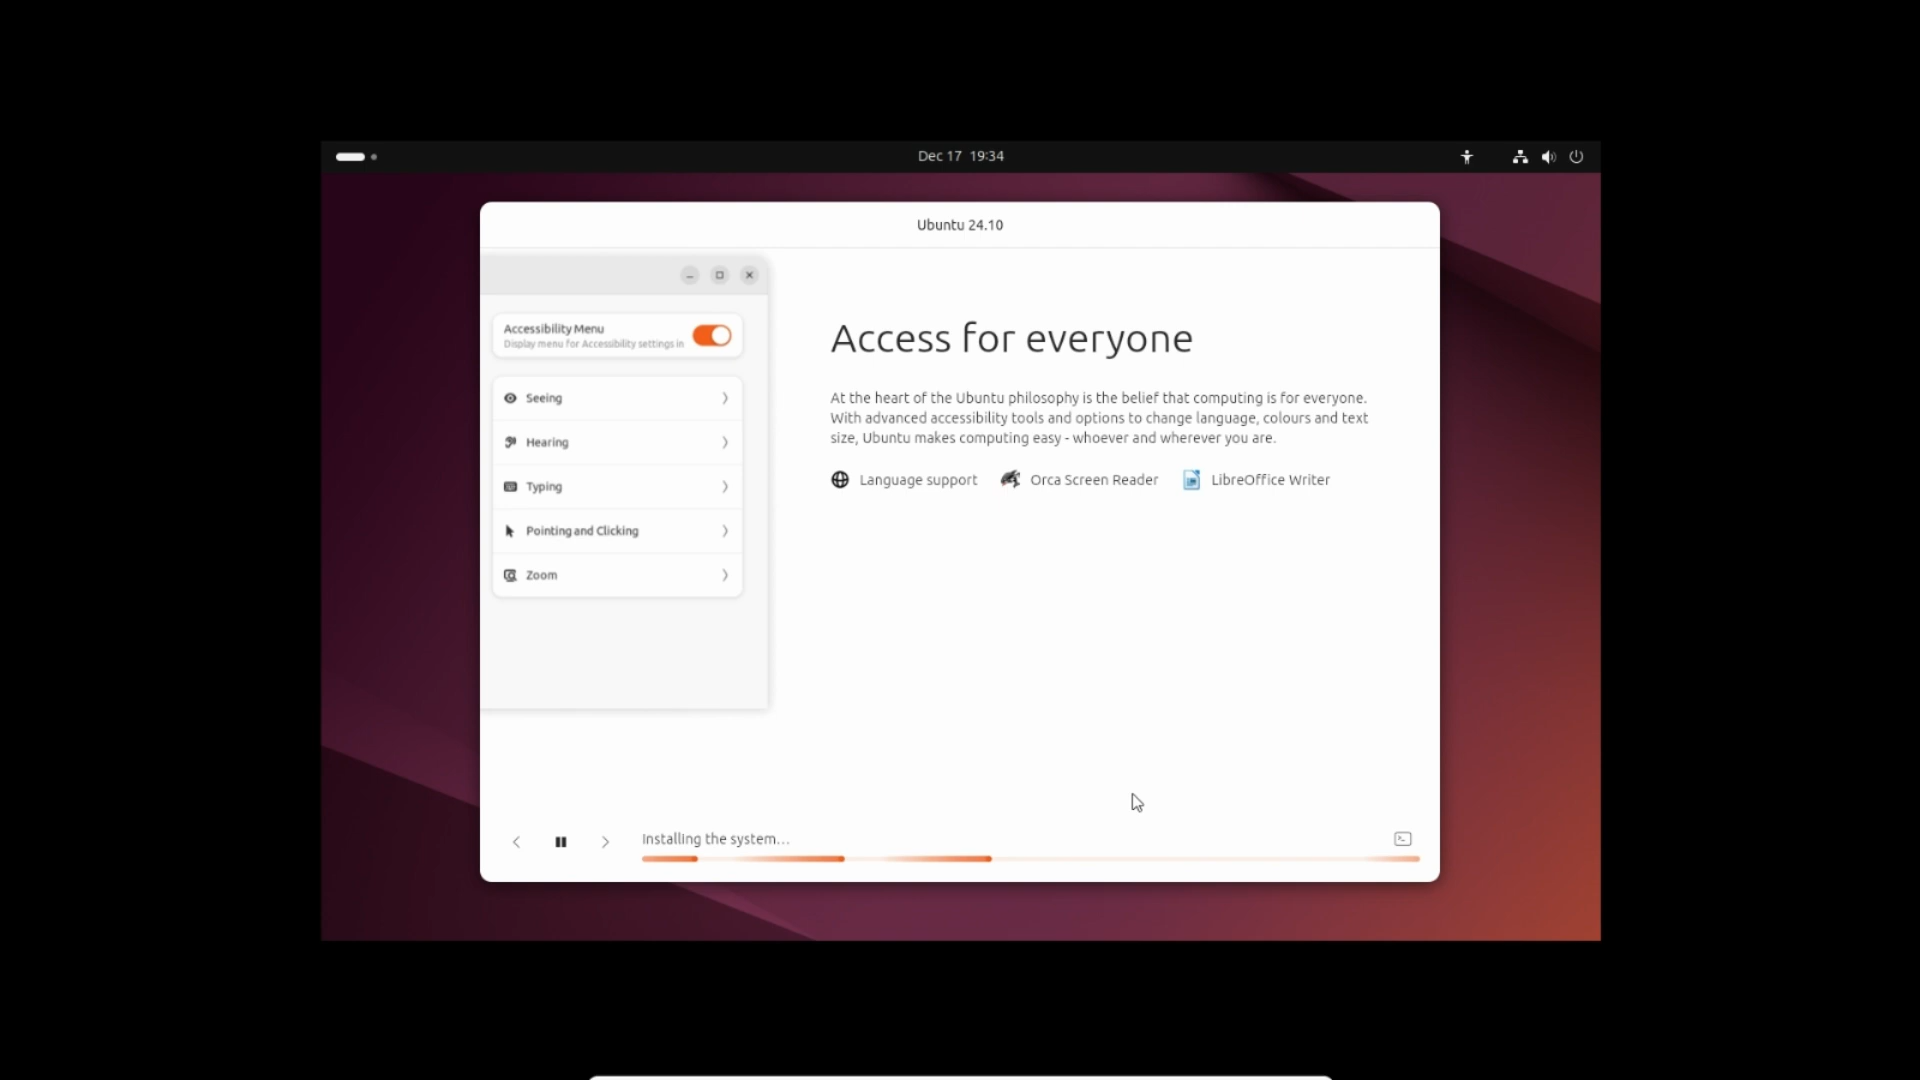 Dec 17 19:34
Ubuntu 24.10
Accessibility Menu
Display menu for Accessibility settings in
Seeing
Hearing
Typing
Pointing and Clicking
Zoom
Access for everyone
At the heart of the Ubuntu philosophy is the belief that computing is for everyone.
With advanced accessibility tools and options to change language, colours and text
size, Ubuntu makes computing easy - whoever and wherever you are.
Language support Orca Screen Reader LibreOffice Writer
Installing the system...